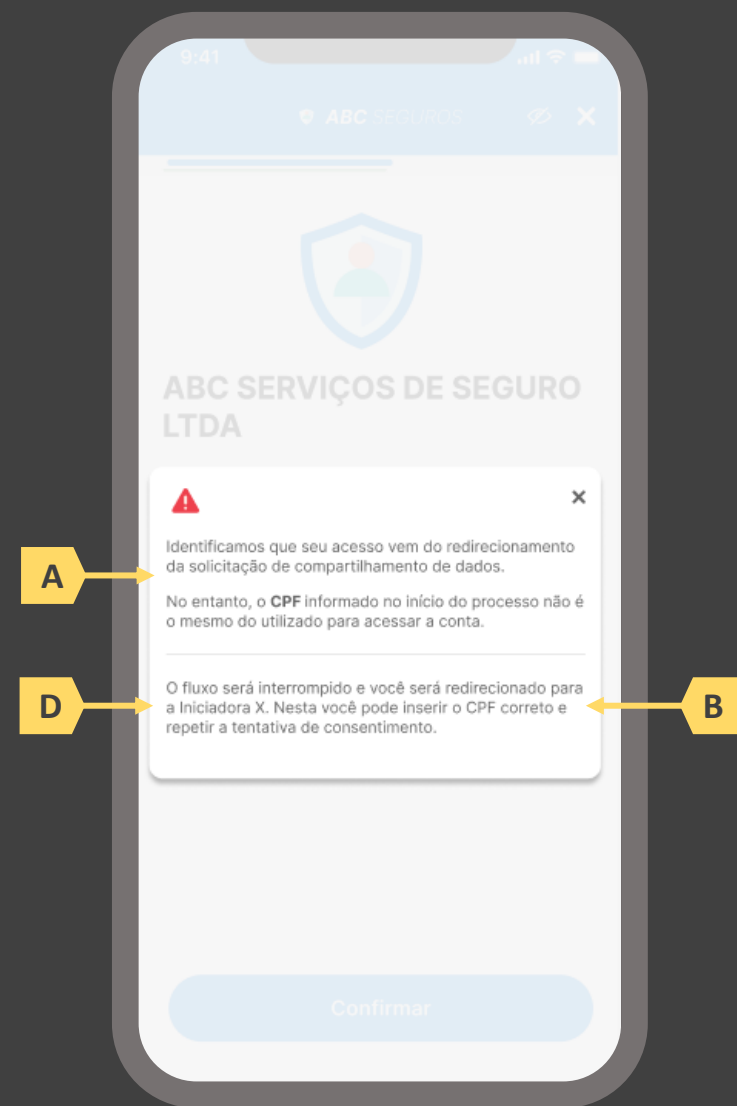 9:41
ABC SEGUROS
ABC SERVIÇOS DE SEGURO
LTDA
Identificamos que seu acesso vem do redirecionamento
da solicitação de compartilhamento de dados.
A
No entanto, o CPF informado no início do processo não é
o mesmo do utilizado para acessar a conta.
O fluxo será interrompido e você será redirecionado para
D
a Iniciadora X. Nesta você pode inserir o CPF correto e
B
repetir a tentativa de consentimento.
Confirmar